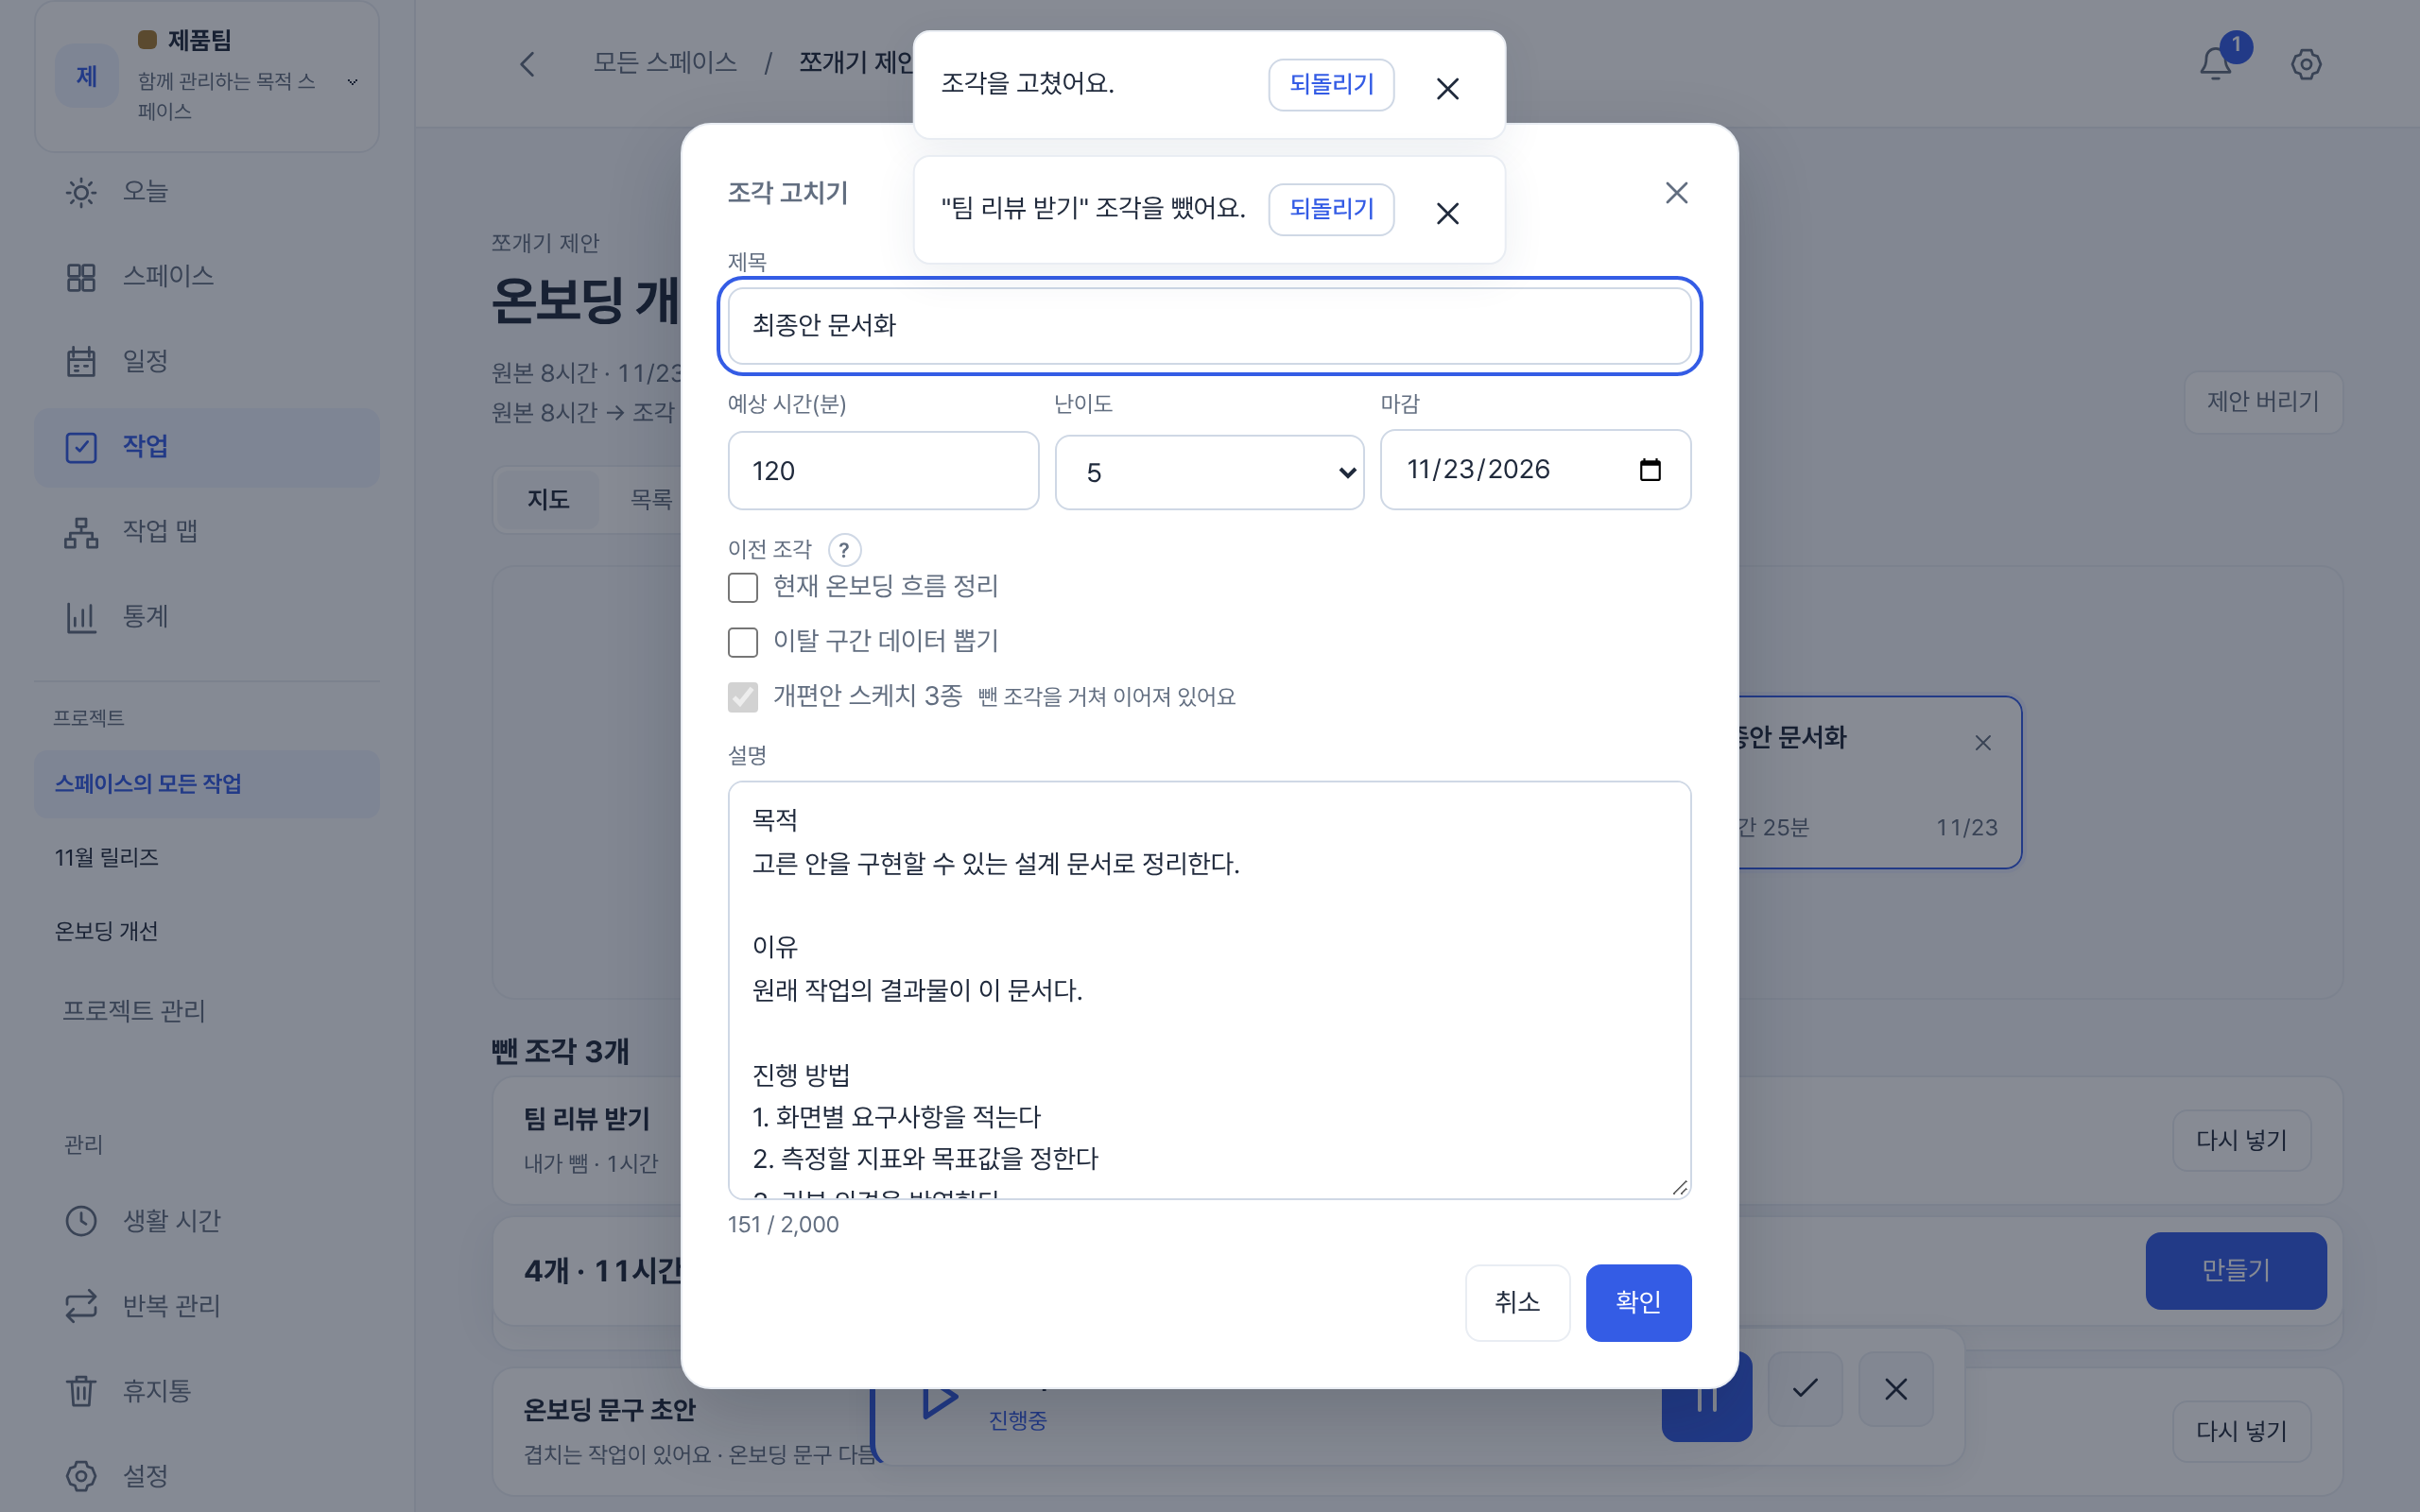 제
제품팀
함께 관리하는 목적 스
페이스
오늘
스페이스
일정
작업
작업 맵
통계
프로젝트
스페이스의 모든 작업
11월 릴리즈
온보딩 개선
프로젝트 관리
관리
생활 시간
반복 관리
휴지통
설정
모든 스페이스 / 쪼개기 제안
1
조각을 고쳤어요. 되돌리기
"팀 리뷰 받기" 조각을 뺐어요. 되돌리기
쪼개기 제안
온보딩 개
원본 8시간 · 11/23
원본 8시간 → 조각
제안 버리기
지도 목록
조각 고치기
제목
최종안 문서화
예상 시간(분) 난이도 마감
120 5 11/23/2026
이전 조각 ?
현재 온보딩 흐름 정리
이탈 구간 데이터 뽑기
개편안 스케치 3종 뺀 조각을 거쳐 이어져 있어요
설명
목적
고른 안을 구현할 수 있는 설계 문서로 정리한다.
이유
원래 작업의 결과물이 이 문서다.
진행 방법
1. 화면별 요구사항을 적는다
2. 측정할 지표와 목표값을 정한다
151 / 2,000
취소 확인
안 문서화
25분 11/23
뺀 조각 3개
팀 리뷰 받기
내가 뺌 · 1시간
다시 넣기
4개 · 11시간
만들기
온보딩 문구 초안
겹치는 작업이 있어요 · 온보딩 문구 다듬
진행중
다시 넣기